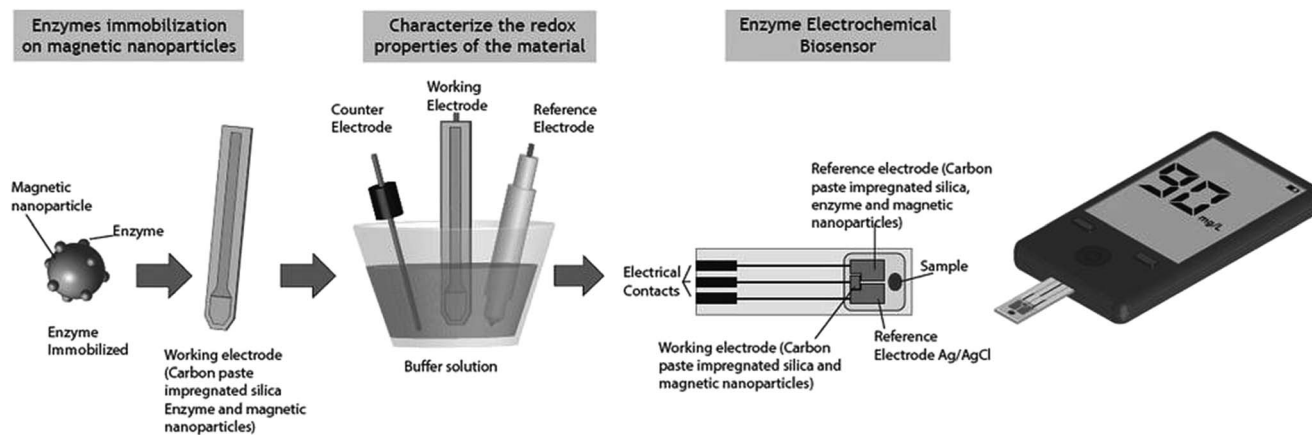 Enzymes immobilization
on magnetic nanoparticles
Characterize the redox
properties of the material
Enzyme Electrochemical
Biosensor
Magnetic
nanoparticle
Enzyme
Enzyme
Immobilized
Working electrode
(Carbon paste
impregnated silica
Enzyme and magnetic
nanoparticles)
Counter
Electrode
Working
Electrode
Reference
Electrode
Buffer solution
Reference electrode (Carbon
paste impregnated silica,
enzyme and magnetic
nanoparticles)
Electrical
Contacts
Sample
Working electrode (Carbon
paste impregnated silica and
magnetic nanoparticles)
Reference
Electrode Ag/AgCl
90
mg/L